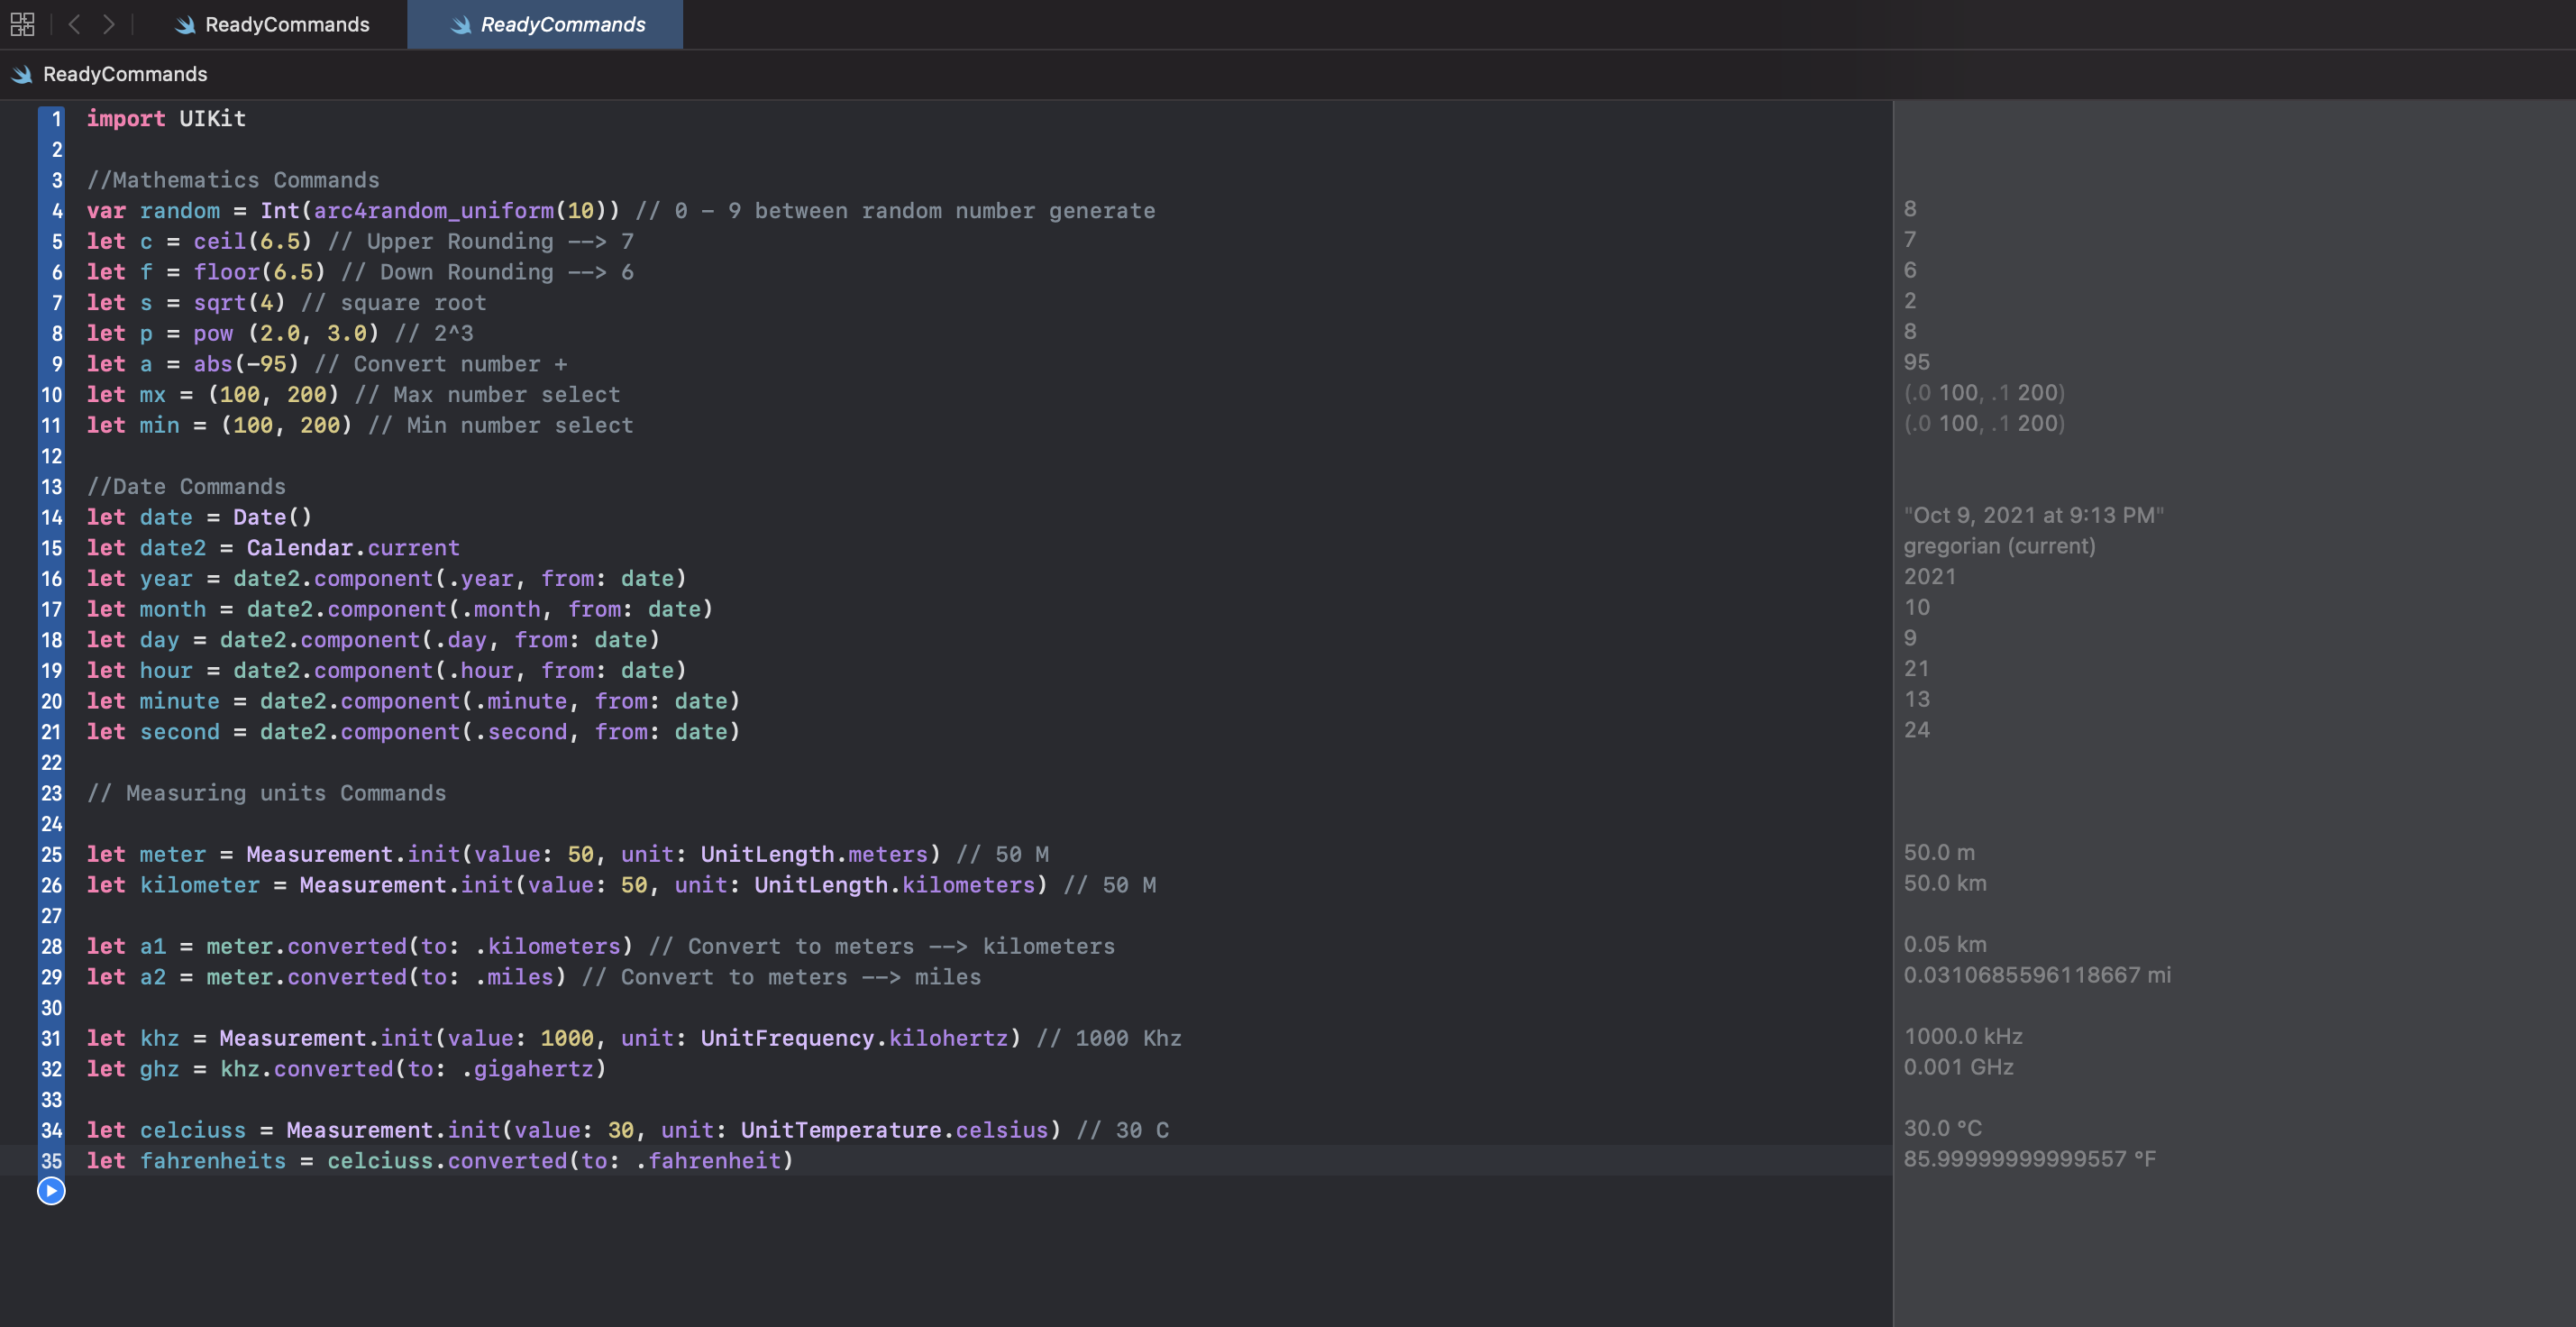 ReadyCommands
ReadyCommands
ReadyCommands
1 import UIKit
2
3 //Mathematics Commands
4 var random = Int(arc4random_uniform(10)) // 0 - 9 between random number generate 8
5 let c = ceil(6.5) // Upper Rounding --> 7 7
6 let f = floor(6.5) // Down Rounding --> 6 6
7 let s = sqrt(4) // square root 2
8 let p = pow (2.0, 3.0) // 2^3 8
9 let a = abs(-95) // Convert number + 95
10 let mx = (100, 200) // Max number select (.0 100, .1 200)
11 let min = (100, 200) // Min number select (.0 100, .1 200)
12
13 //Date Commands
14 let date = Date() "Oct 9, 2021 at 9:13 PM"
15 let date2 = Calendar.current gregorian (current)
16 let year = date2.component(.year, from: date) 2021
17 let month = date2.component(.month, from: date) 10
18 let day = date2.component(.day, from: date) 9
19 let hour = date2.component(.hour, from: date) 21
20 let minute = date2.component(.minute, from: date) 13
21 let second = date2.component(.second, from: date) 24
22
23 // Measuring units Commands
24
25 let meter = Measurement.init(value: 50, unit: UnitLength.meters) // 50 M 50.0 m
26 let kilometer = Measurement.init(value: 50, unit: UnitLength.kilometers) // 50 M 50.0 km
27
28 let a1 = meter.converted(to: .kilometers) // Convert to meters --> kilometers 0.05 km
29 let a2 = meter.converted(to: .miles) // Convert to meters --> miles 0.0310685596118667 mi
30
31 let khz = Measurement.init(value: 1000, unit: UnitFrequency.kilohertz) // 1000 Khz 1000.0 kHz
32 let ghz = khz.converted(to: .gigahertz) 0.001 GHz
33
34 let celciuss = Measurement.init(value: 30, unit: UnitTemperature.celsius) // 30 C 30.0 °C
35 let fahrenheits = celciuss.converted(to: .fahrenheit) 85.99999999999557 °F